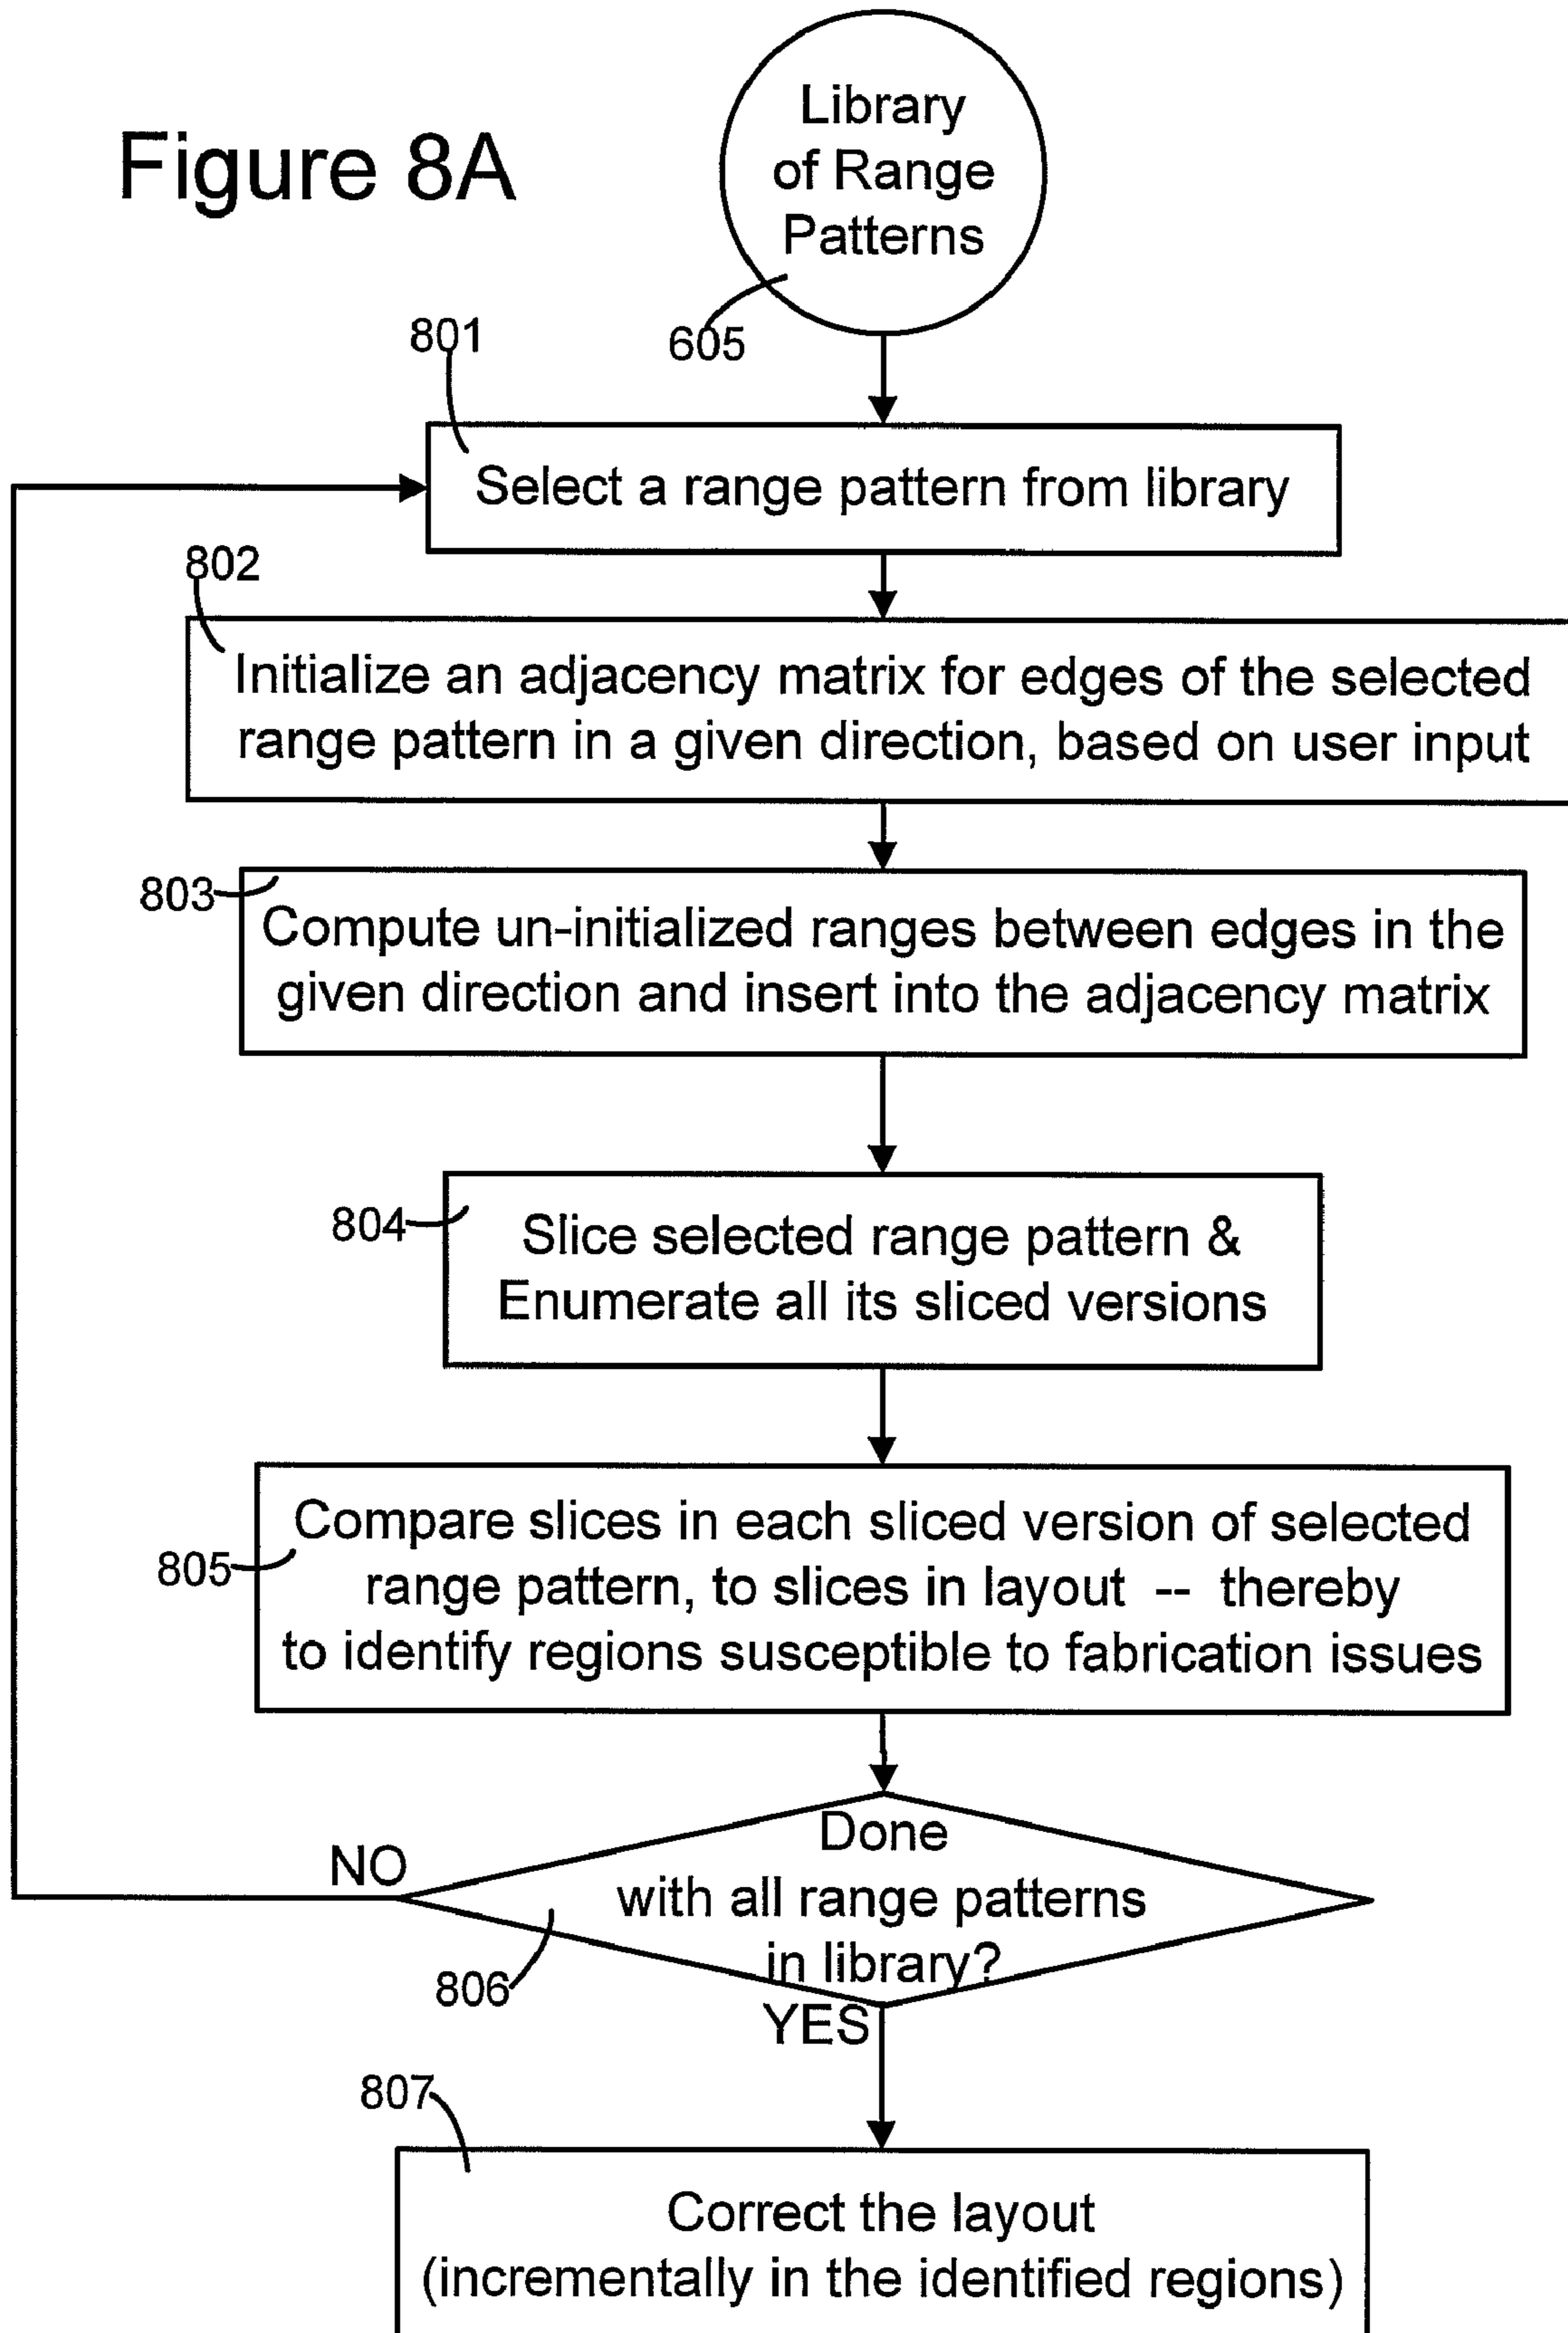 Figure 8A
Library
of Range
Patterns
605
801
Select a range pattern from library
802
Initialize an adjacency matrix for edges of the selected
range pattern in a given direction, based on user input
803
Compute un-initialized ranges between edges in the
given direction and insert into the adjacency matrix
804
Slice selected range pattern &
Enumerate all its sliced versions
805
Compare slices in each sliced version of selected
range pattern, to slices in layout -- thereby
to identify regions susceptible to fabrication issues
NO
Done
with all range patterns
in library?
806
YES
807
Correct the layout
(incrementally in the identified regions)